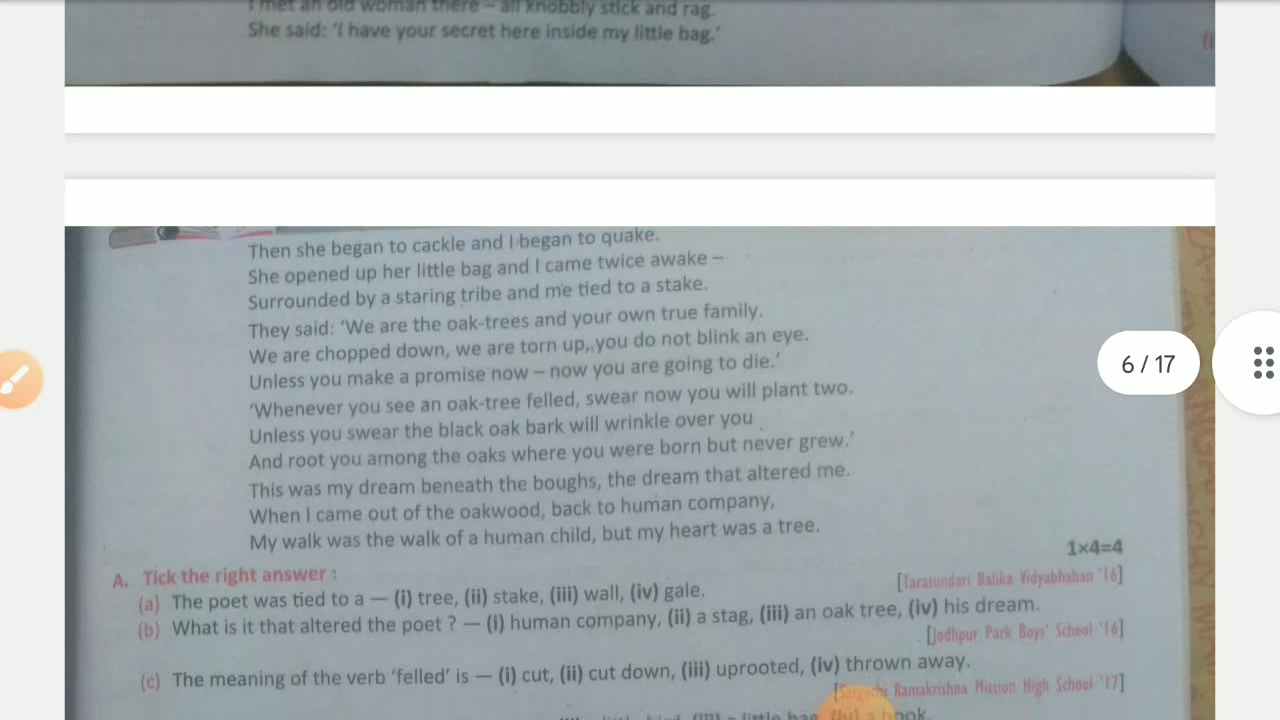 I met an old woman there – all knobbly stick and rag.
She said: 'I have your secret here inside my little bag.'
Then she began to cackle and I began to quake.
She opened up her little bag and I came twice awake –
Surrounded by a staring tribe and me tied to a stake.
They said: 'We are the oak-trees and your own true family.
We are chopped down, we are torn up, you do not blink an eye.
Unless you make a promise now – now you are going to die.'
'Whenever you see an oak-tree felled, swear now you will plant two.
Unless you swear the black oak bark will wrinkle over you
And root you among the oaks where you were born but never grew.'
This was my dream beneath the boughs, the dream that altered me.
When I came out of the oakwood, back to human company,
My walk was the walk of a human child, but my heart was a tree.
6 / 17
1×4=4
A. Tick the right answer :
[Tarasundari Balika Vidyabhaban '16]
(a) The poet was tied to a — (i) tree, (ii) stake, (iii) wall, (iv) gale.
(b) What is it that altered the poet ? — (i) human company, (ii) a stag, (iii) an oak tree, (iv) his dream.
[Jodhpur Park Boys' School '16]
(c) The meaning of the verb 'felled' is — (i) cut, (ii) cut down, (iii) uprooted, (iv) thrown away.
[Sargachi Ramakrishna Mission High School '17]